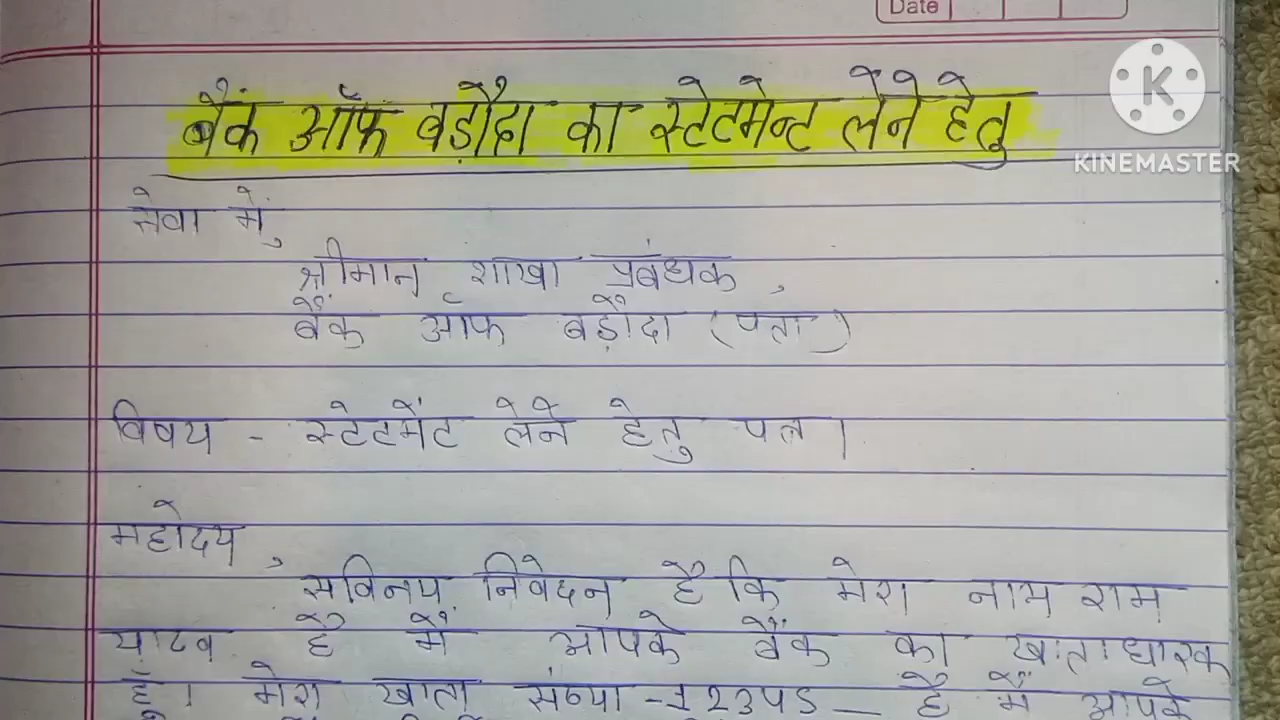 Date
बैंक ऑफ बड़ौदा का स्टेटमेन्ट लेने हेतु
KINEMASTER
सेवा में,
श्रीमान शाखा प्रबंधक,
बैंक ऑफ बड़ौदा (पता)
विषय - स्टेटमेंट लेने हेतु पत्र।
महोदय,
सविनय निवेदन है कि मेरा नाम राम
यादव है मैं आपके बैंक का खाताधारक
हूँ। मेरा खाता संख्या - 12345 है मैं आपके